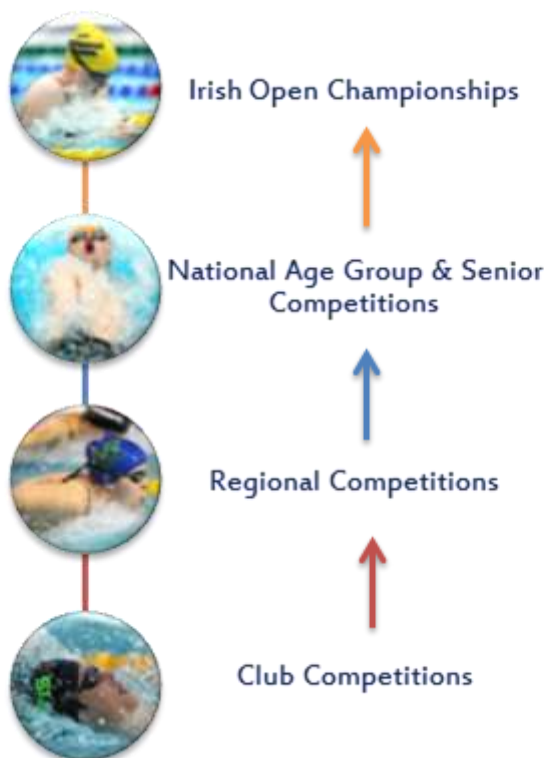 Irish Open Championships
National Age Group & Senior
Competitions
Regional Competitions
Club Competitions